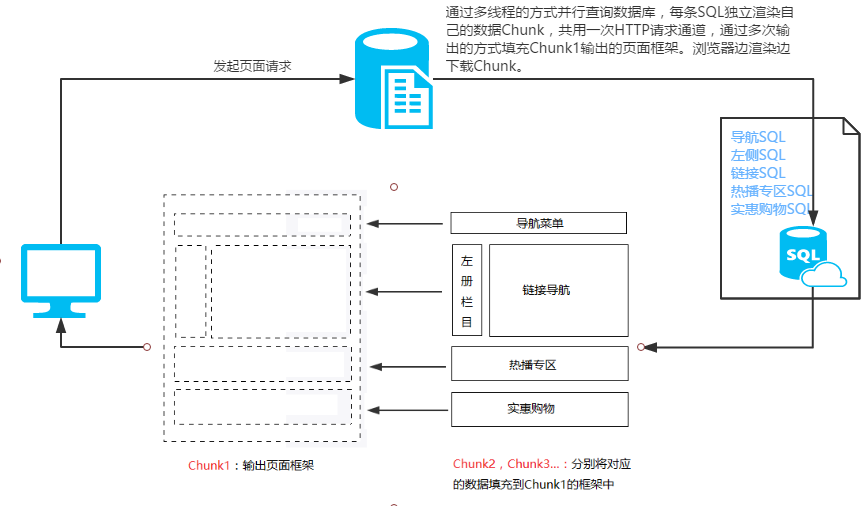 通过多线程的方式并行查询数据库，每条SQL独立渲染自
己的数据Chunk，共用一次HTTP请求通道，通过多次输
出的方式填充Chunk1输出的页面框架。浏览器边渲染边
下载Chunk。
发起页面请求
导航SQL
左侧SQL
链接SQL
热播专区SQL
实惠购物SQL
SQL
导航菜单
左
册
栏
目
链接导航
热播专区
实惠购物
Chunk1：输出页面框架
Chunk2，Chunk3...：分别将对应
的数据填充到Chunk1的框架中